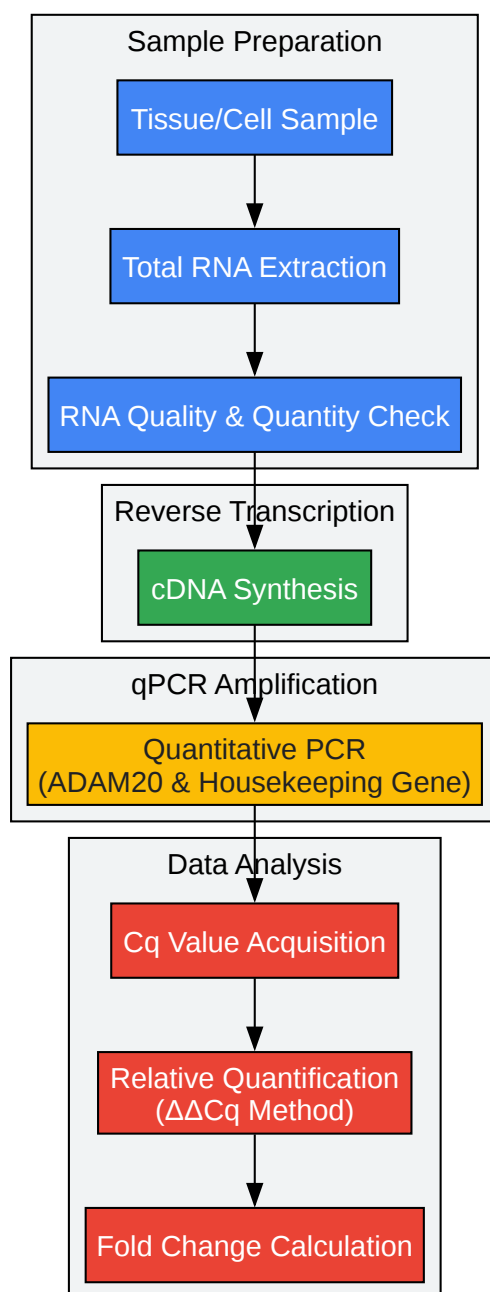 Sample Preparation
Tissue/Cell Sample
Total RNA Extraction
RNA Quality & Quantity Check
Reverse Transcription
cDNA Synthesis
qPCR Amplification
Quantitative PCR
(ADAM20 & Housekeeping Gene)
Data Analysis
Cq Value Acquisition
Relative Quantification
(ΔΔCq Method)
Fold Change Calculation